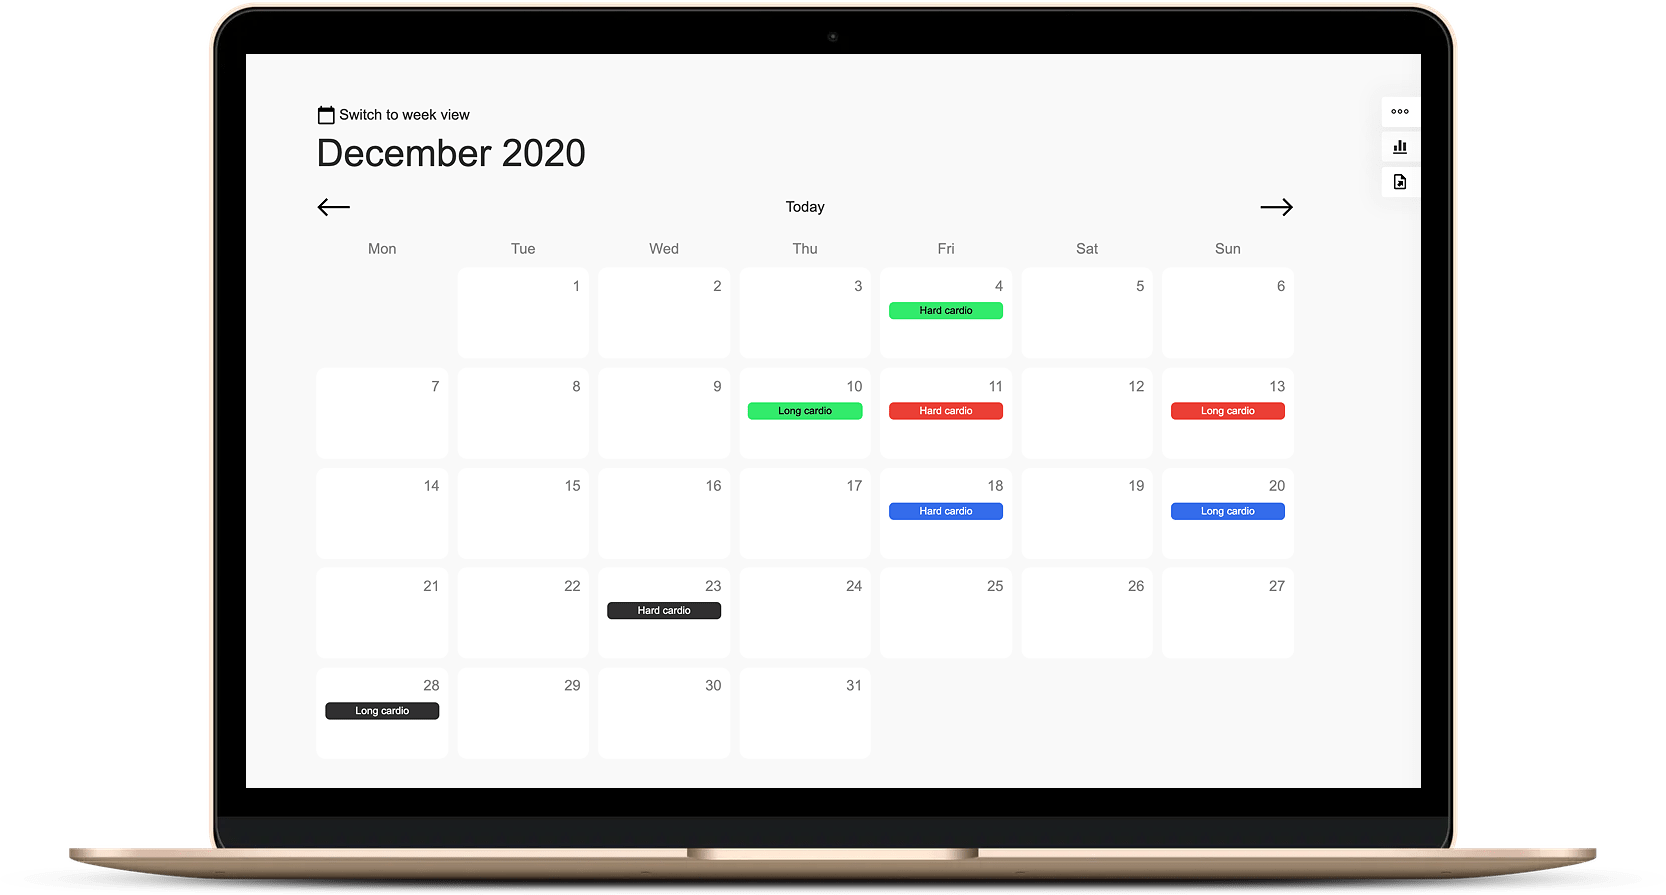 Switch to week view
December 2020
Today
Mon Tue Wed Thu Fri Sat Sun
1 2 3 4 5 6
Hard cardio
7 8 9 10 11 12 13
Long cardio Hard cardio Long cardio
14 15 16 17 18 19 20
Hard cardio Long cardio
21 22 23 24 25 26 27
Hard cardio
28 29 30 31
Long cardio